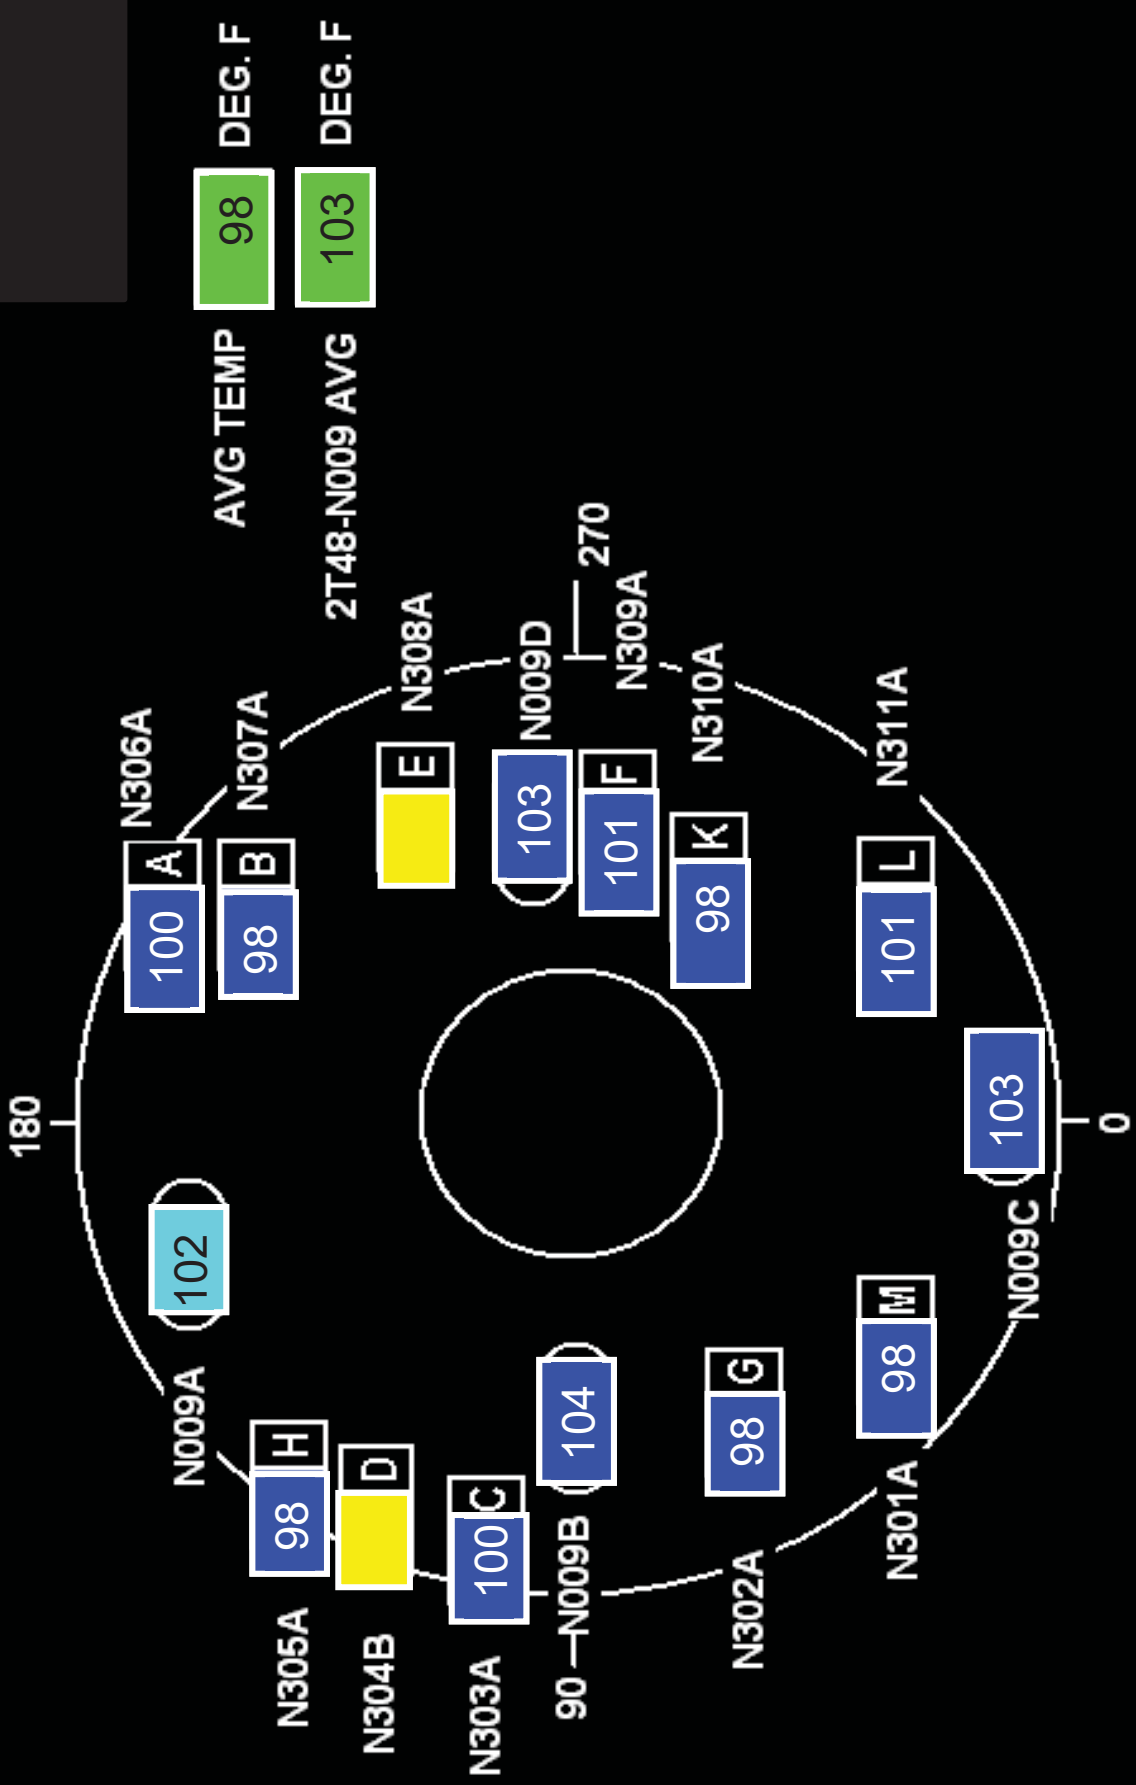 180
N306A
100 A
N009A 102
AVG TEMP 98 DEG. F
98 B N307A
N305A 98 H
2T48-N009 AVG 103 DEG. F
N304B D
E N308A
N303A 100 C
103 N009D
90 N009B 104
270
101 F N309A
98 K N310A
N302A 98 G
N301A 98 M
101 L N311A
N009C 103
0